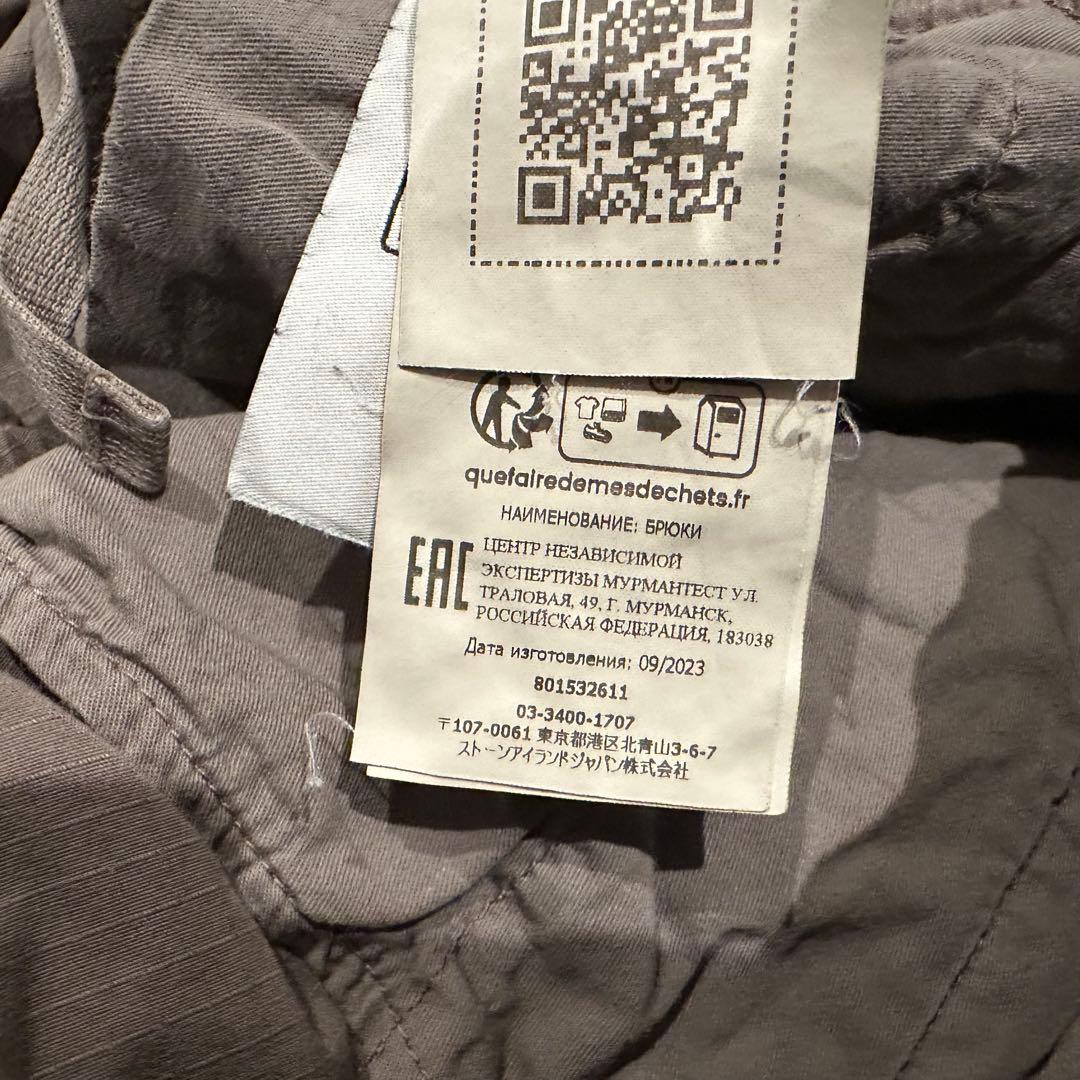 quefairedemesdechets.fr
НАИМЕНОВАНИЕ: БРЮКИ
EAC
ЦЕНТР НЕЗАВИСИМОЙ
ЭКСПЕРТИЗЫ МУРМАНТЕСТ УЛ.
ТРАЛОВАЯ, 49, Г. МУРМАНСК,
РОССИЙСКАЯ ФЕДЕРАЦИЯ, 183038
Дата изготовления: 09/2023
801532611
03-3400-1707
〒107-0061 東京都港区北青山3-6-7
ストーンアイランドジャパン株式会社